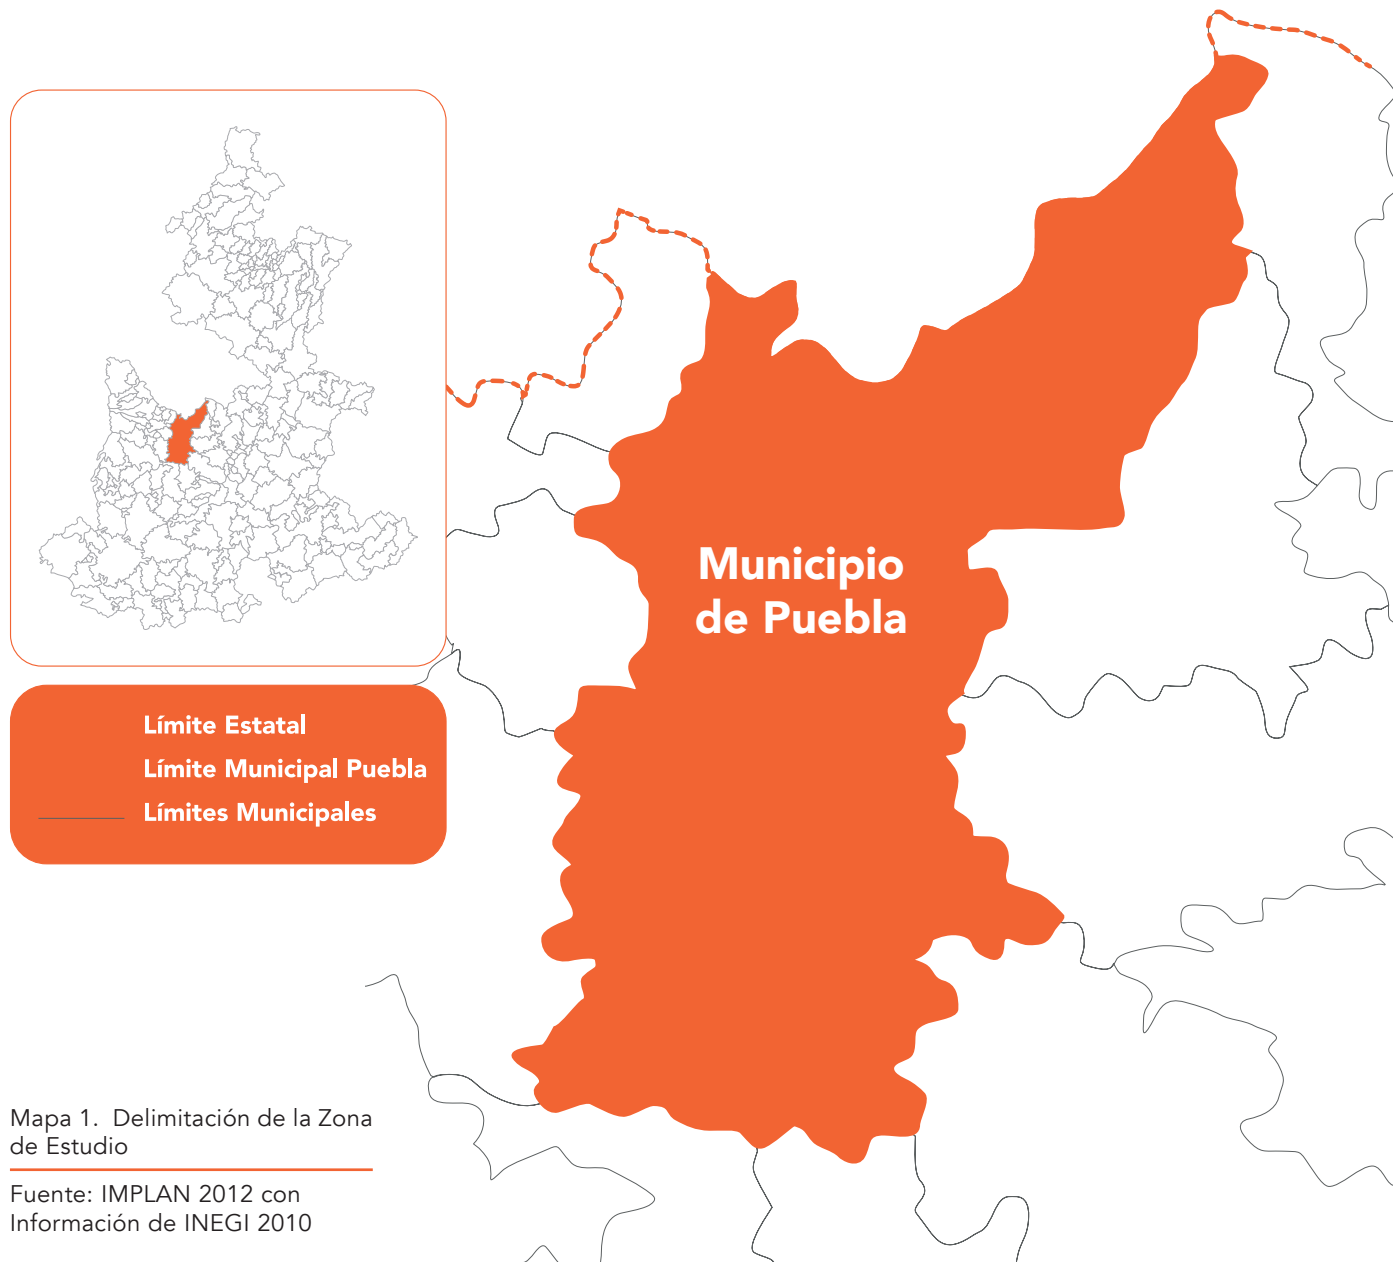 Municipio
de Puebla
Límite Estatal
Límite Municipal Puebla
Límites Municipales
Mapa 1. Delimitación de la Zona
de Estudio
Fuente: IMPLAN 2012 con
Información de INEGI 2010